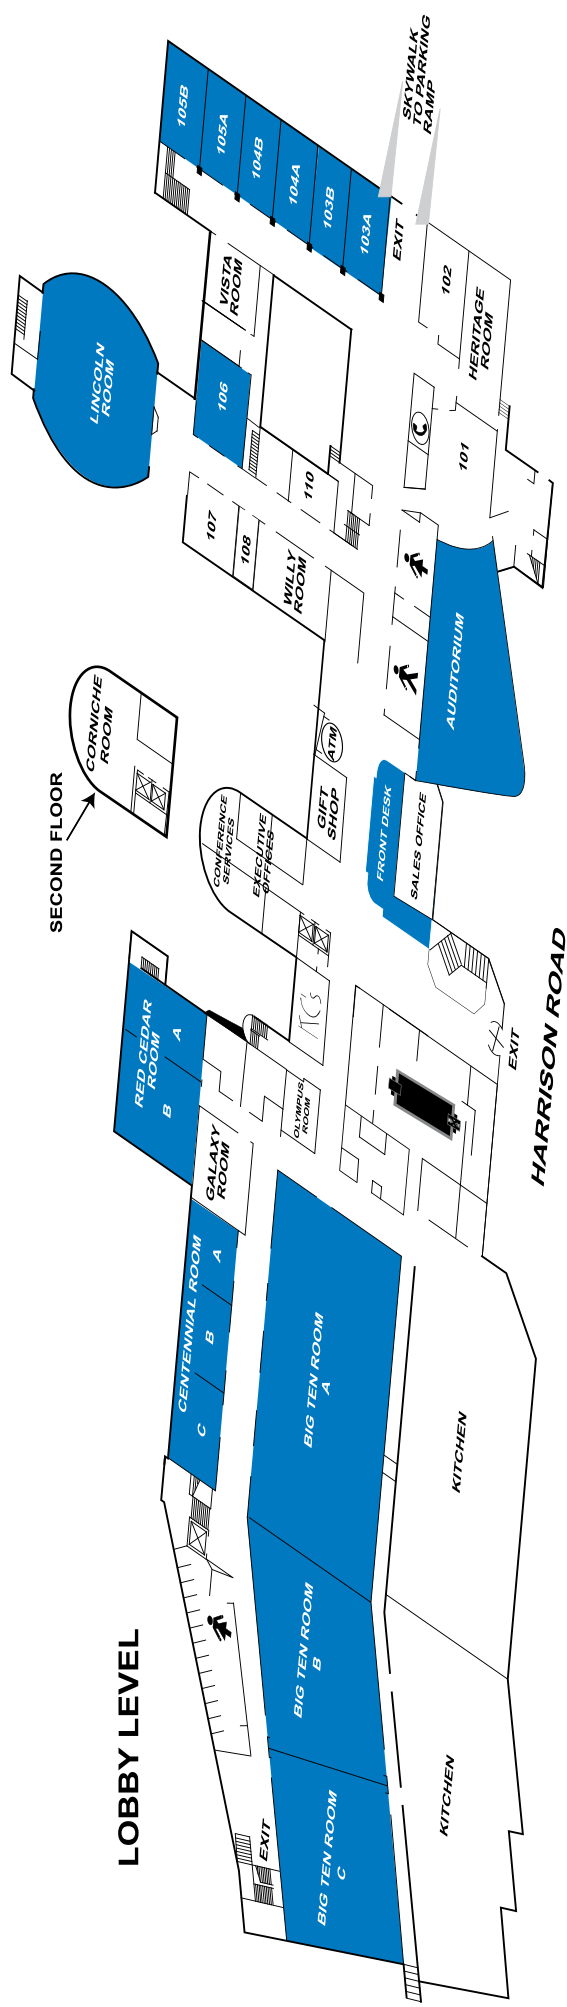 LOBBY LEVEL
SECOND FLOOR
HARRISON ROAD
SKYWALK
TO PARKING
RAMP
105B
105A
104B
104A
103B
103A
EXIT
102
HERITAGE
ROOM
VISTA
ROOM
LINCOLN
ROOM
106
C
101
110
107
108
WILLY
ROOM
AUDITORIUM
CORNICHE
ROOM
ATM
GIFT
SHOP
CONFERENCE
SERVICES
EXECUTIVE
OFFICES
FRONT DESK
SALES OFFICE
KC's
EXIT
RED CEDAR
ROOM
A
B
OLYMPUS
ROOM
GALAXY
ROOM
CENTENNIAL ROOM
A
B
C
BIG TEN ROOM
A
KITCHEN
BIG TEN ROOM
B
BIG TEN ROOM
C
KITCHEN
EXIT